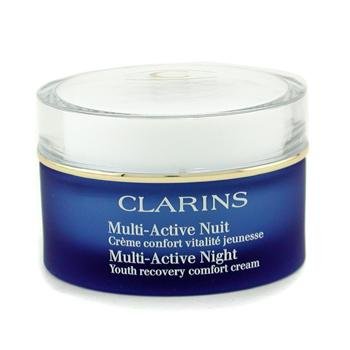 CLARINS
Multi-Active Nuit
Crème confort vitalité jeunesse
Multi-Active Night
Youth recovery comfort cream